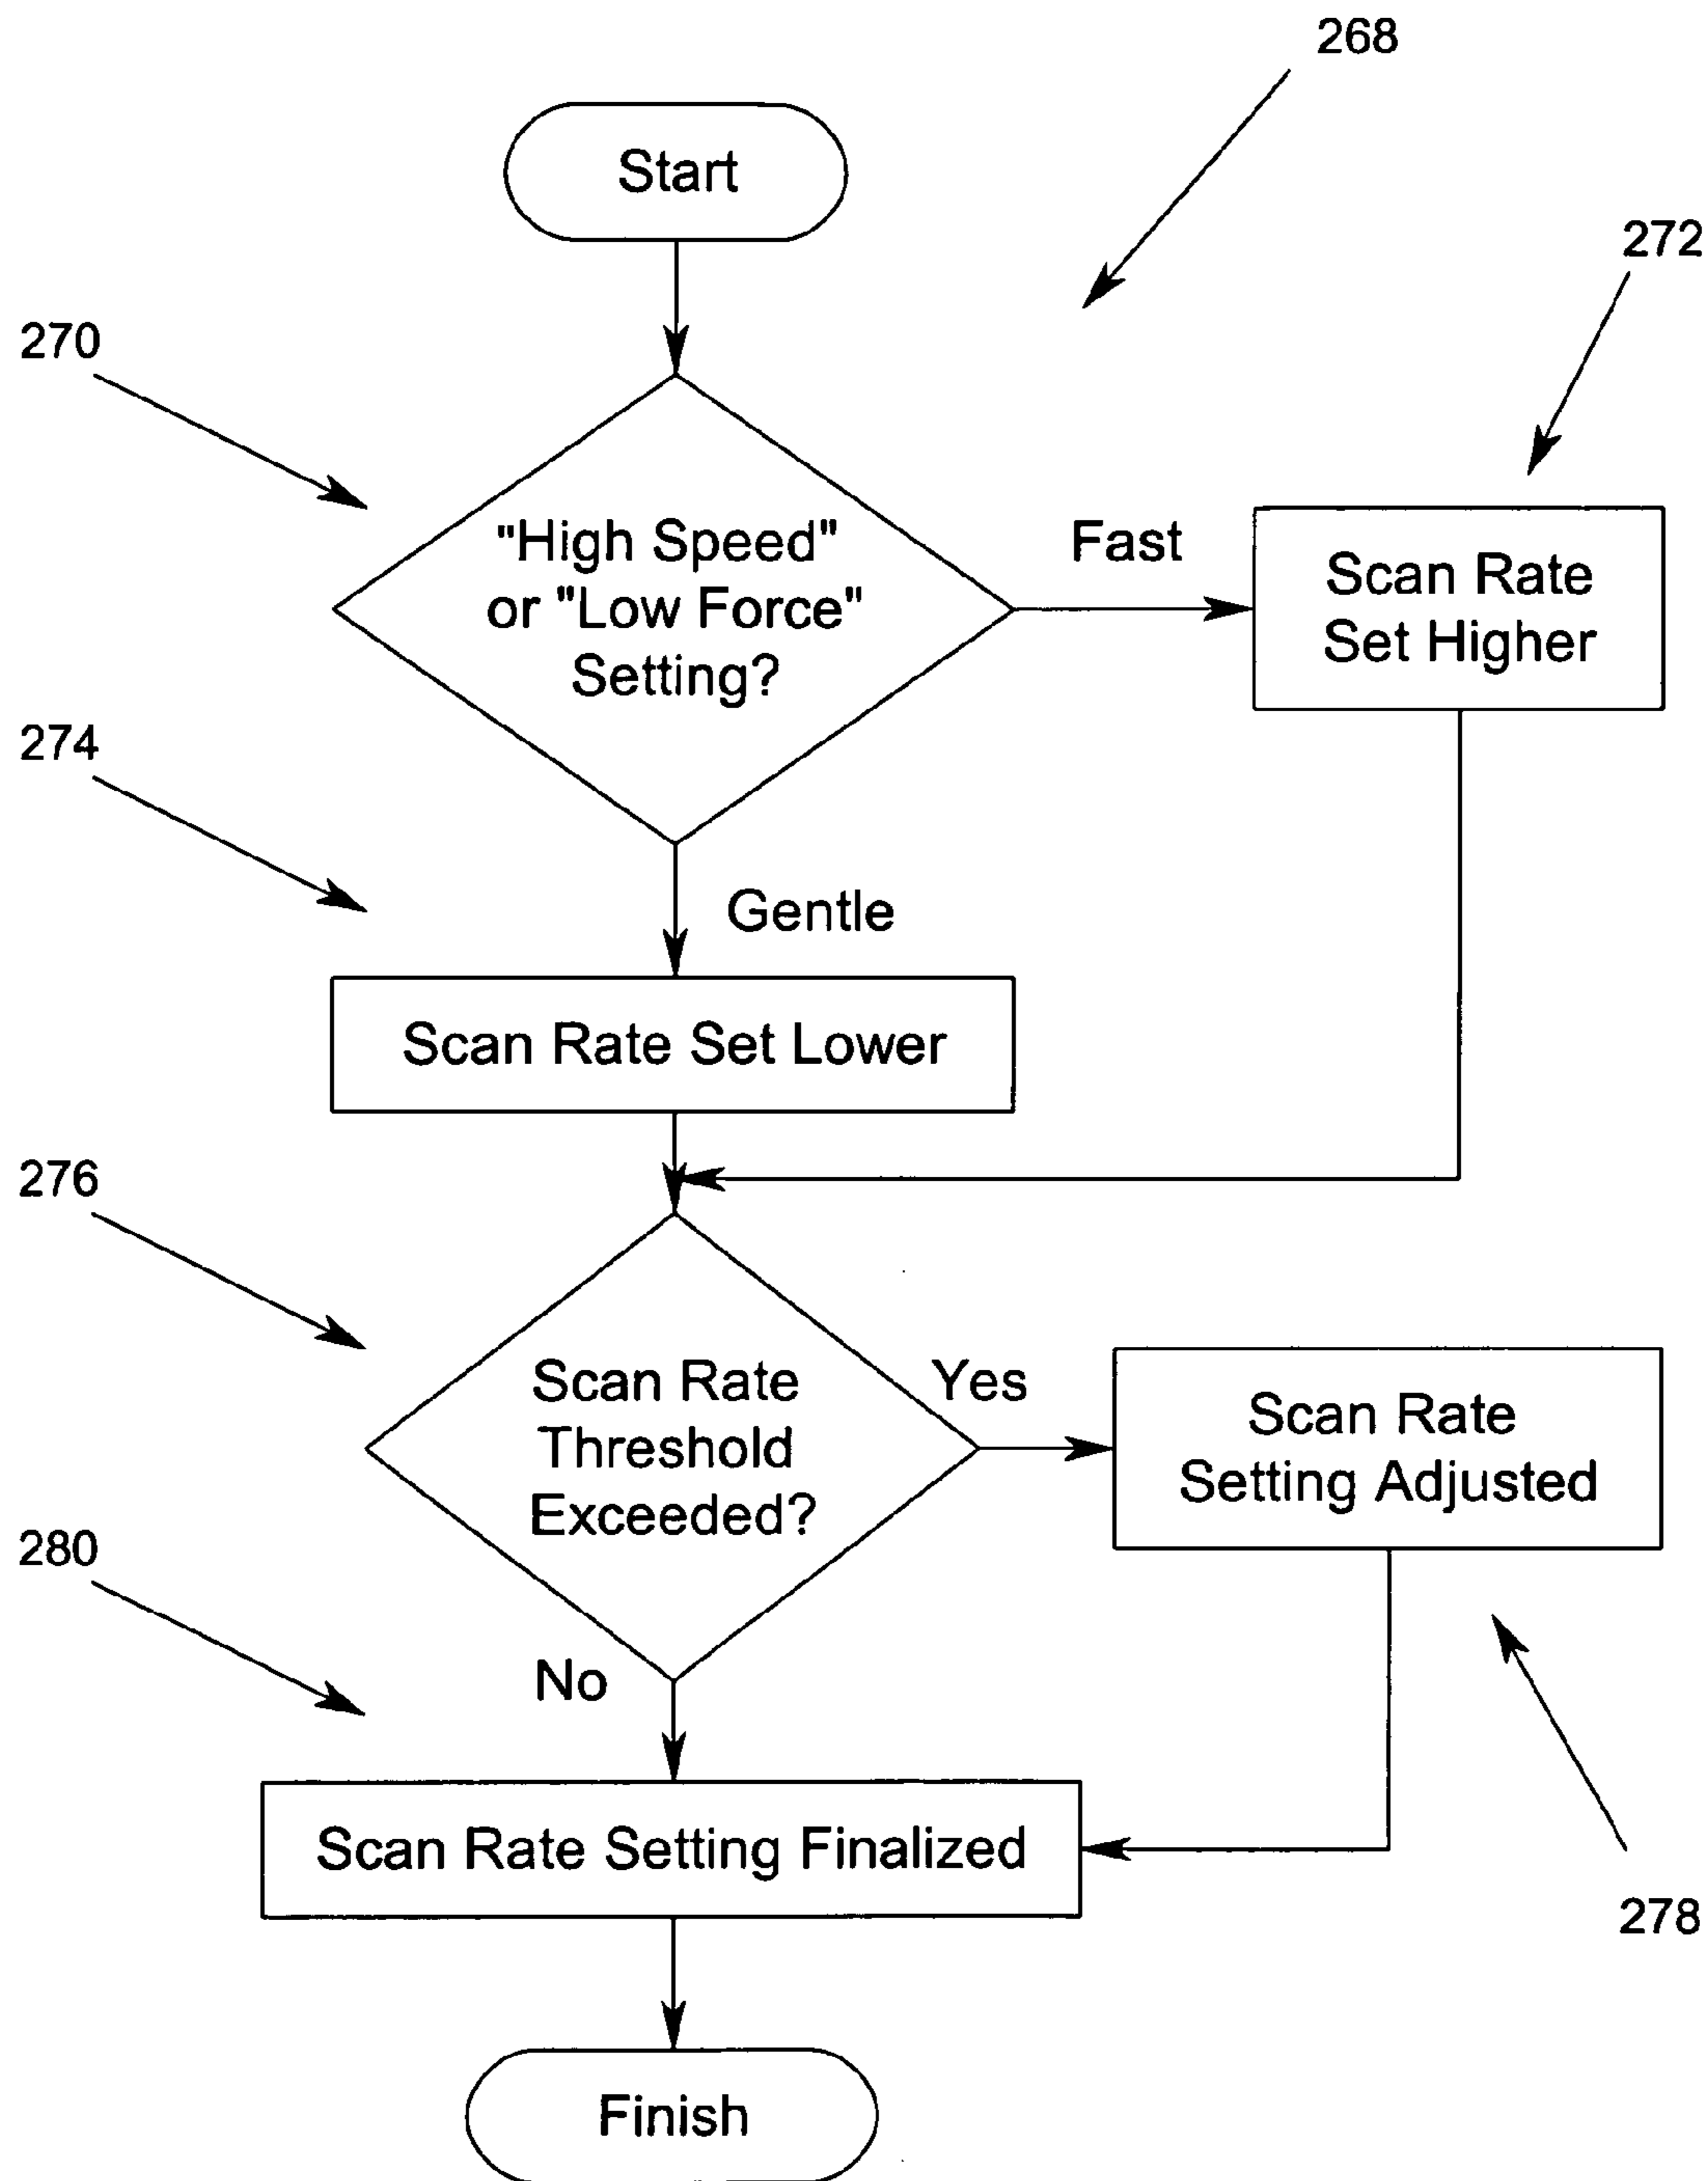 268
Start
272
270
"High Speed"
or "Low Force"
Setting?
Fast
Scan Rate
Set Higher
274
Gentle
Scan Rate Set Lower
276
Scan Rate
Threshold
Exceeded?
Yes
Scan Rate
Setting Adjusted
280
No
Scan Rate Setting Finalized
278
Finish